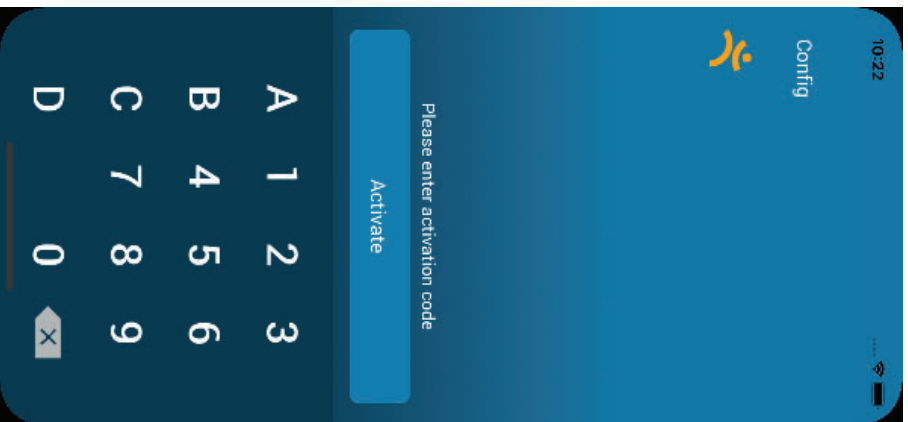 10:22
Config
Please enter activation code
Activate
A 1 2 3
B 4 5 6
C 7 8 9
D 0